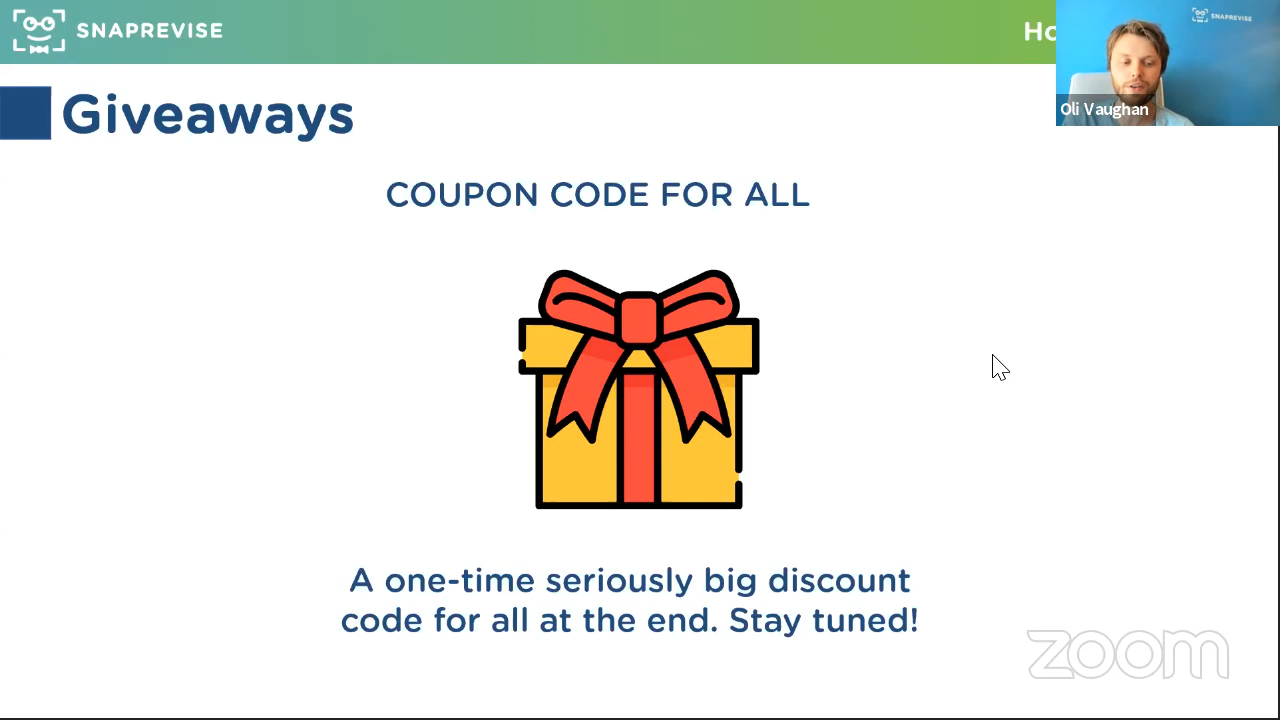 SNAPREVISE
Ho
SNAPREVISE
Oli Vaughan
Giveaways
COUPON CODE FOR ALL
A one-time seriously big discount
code for all at the end. Stay tuned!
zoom